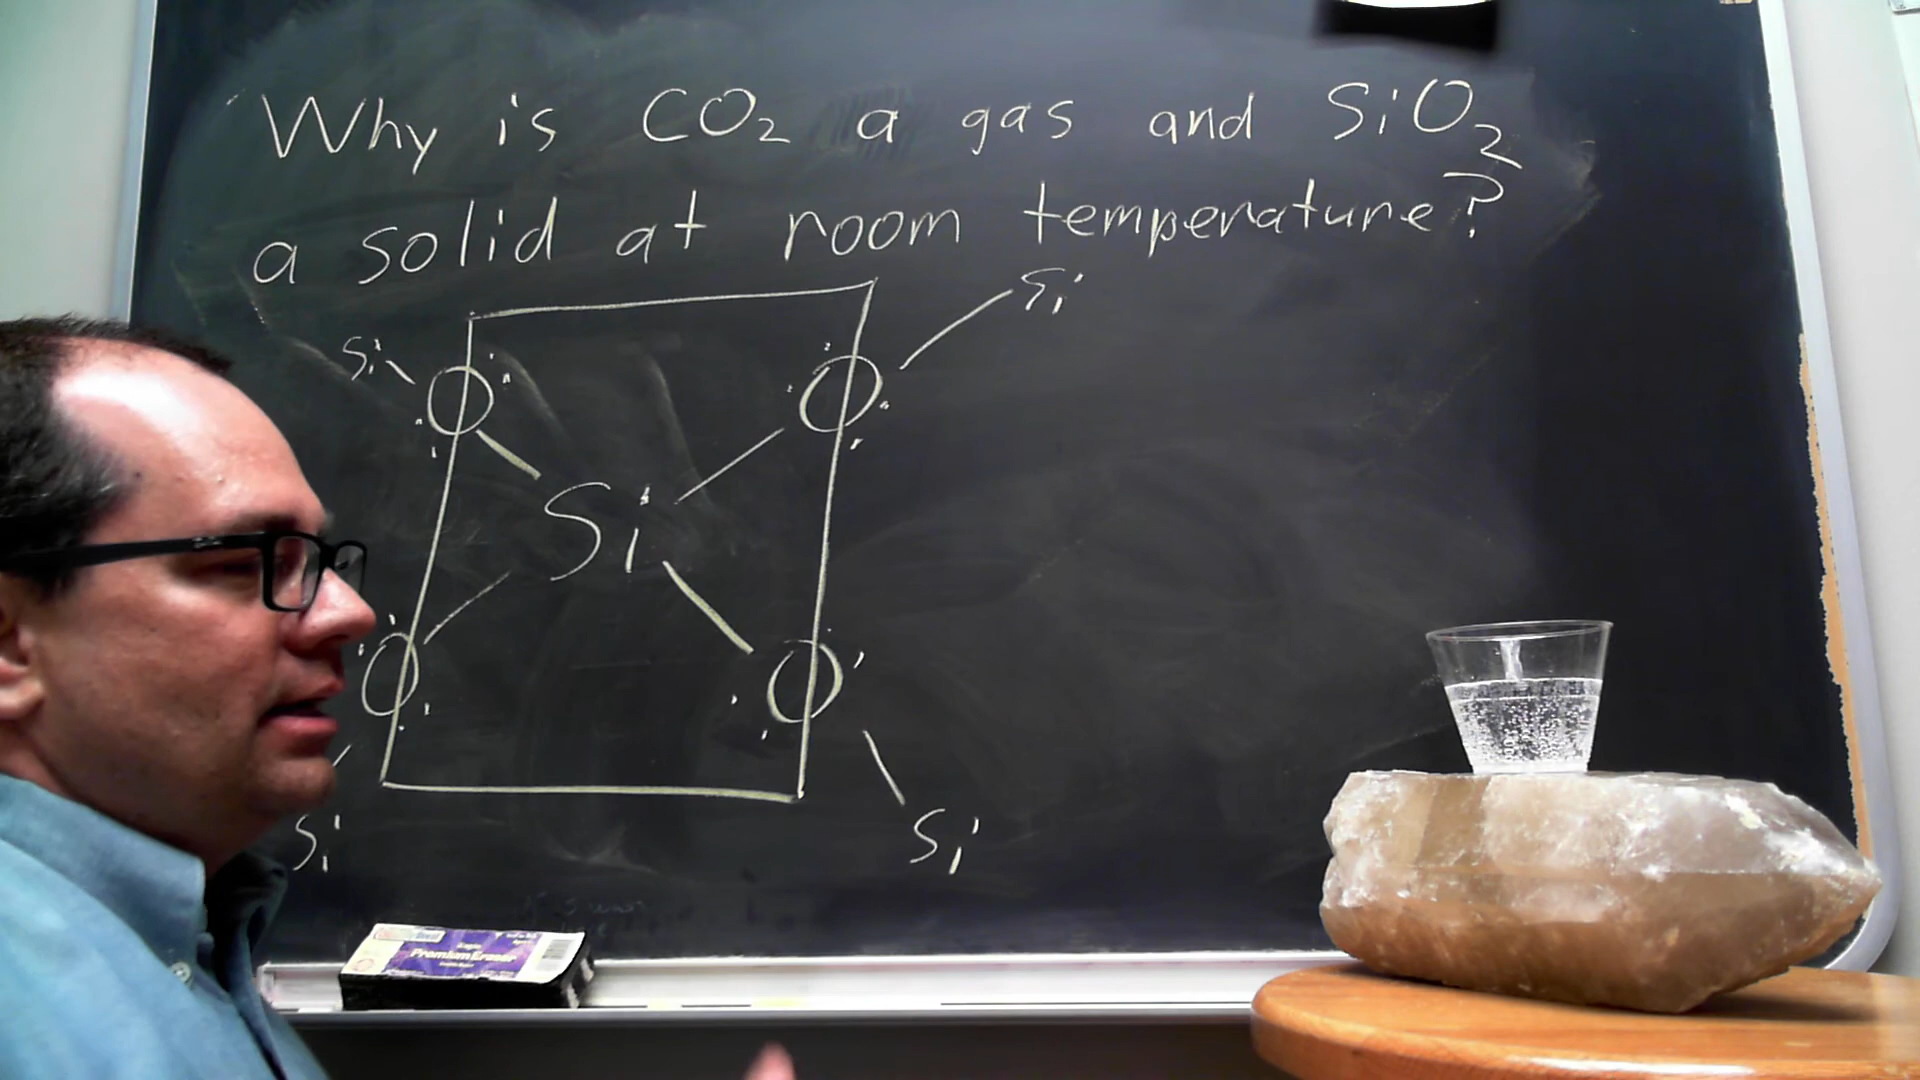 Why is CO₂ a gas and SiO₂
a solid at room temperature?
Si
Si
O
O
Si
O
O
Si
Si
Premium Eraser